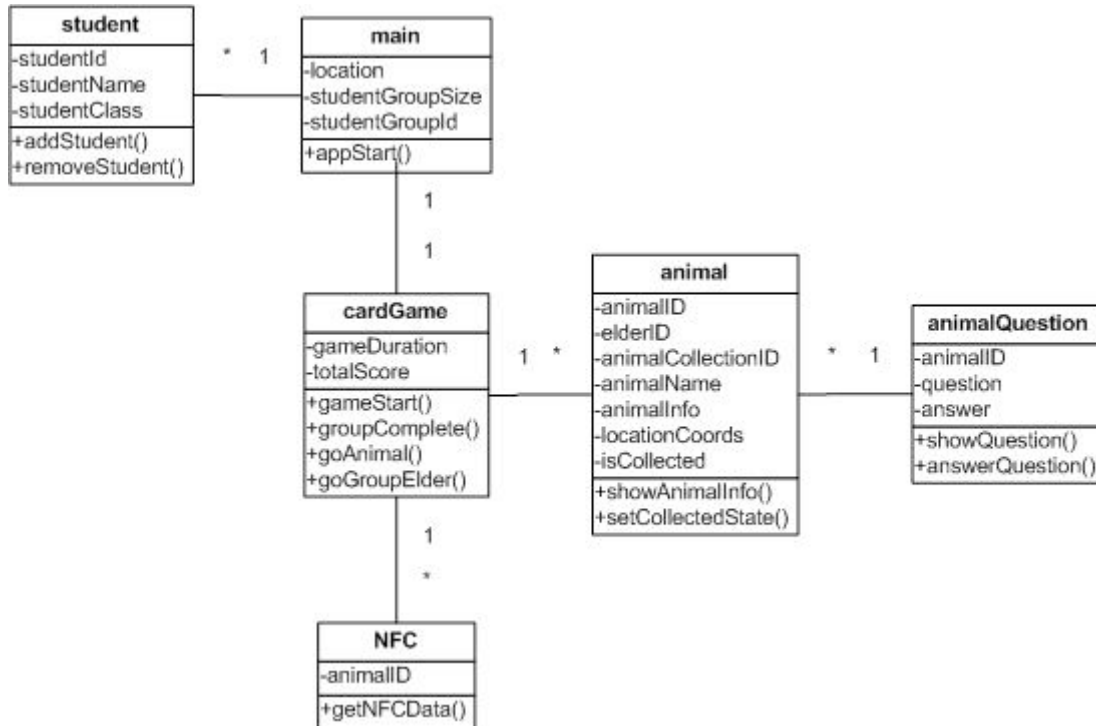 student
-studentId
-studentName
-studentClass
+addStudent()
+removeStudent()
* 1
main
-location
-studentGroupSize
-studentGroupId
+appStart()
1
1
cardGame
-gameDuration
-totalScore
+gameStart()
+groupComplete()
+goAnimal()
+goGroupElder()
1 *
animal
-animalID
-elderID
-animalCollectionID
-animalName
-animalInfo
-locationCoords
-isCollected
+showAnimalInfo()
+setCollectedState()
* 1
animalQuestion
-animalID
-question
-answer
+showQuestion()
+answerQuestion()
1
*
NFC
-animalID
+getNFCData()